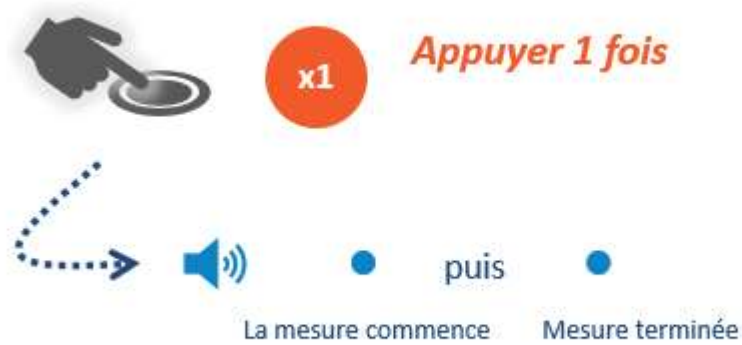 x1
Appuyer 1 fois
puis
La mesure commence
Mesure terminée